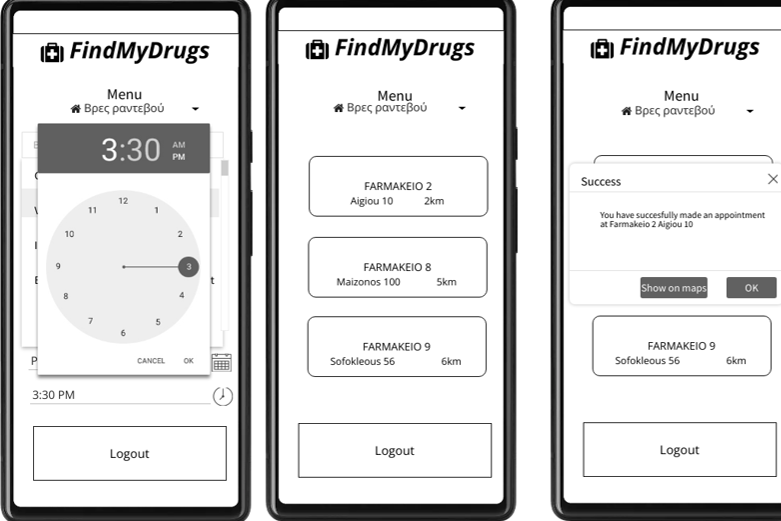 FindMyDrugs
Menu
Βρες ραντεβού
3:30
AM
PM
12
11
1
10
2
9
3
8
4
7
5
6
CANCEL
OK
3:30 PM
Logout
FindMyDrugs
Menu
Βρες ραντεβού
FARMAKEIO 2
Aigiou 10 2km
FARMAKEIO 8
Maizonos 100 5km
FARMAKEIO 9
Sofokleous 56 6km
Logout
FindMyDrugs
Menu
Βρες ραντεβού
Success
You have succesfully made an appointment
at Farmakeio 2 Aigiou 10
Show on maps
OK
FARMAKEIO 9
Sofokleous 56 6km
Logout